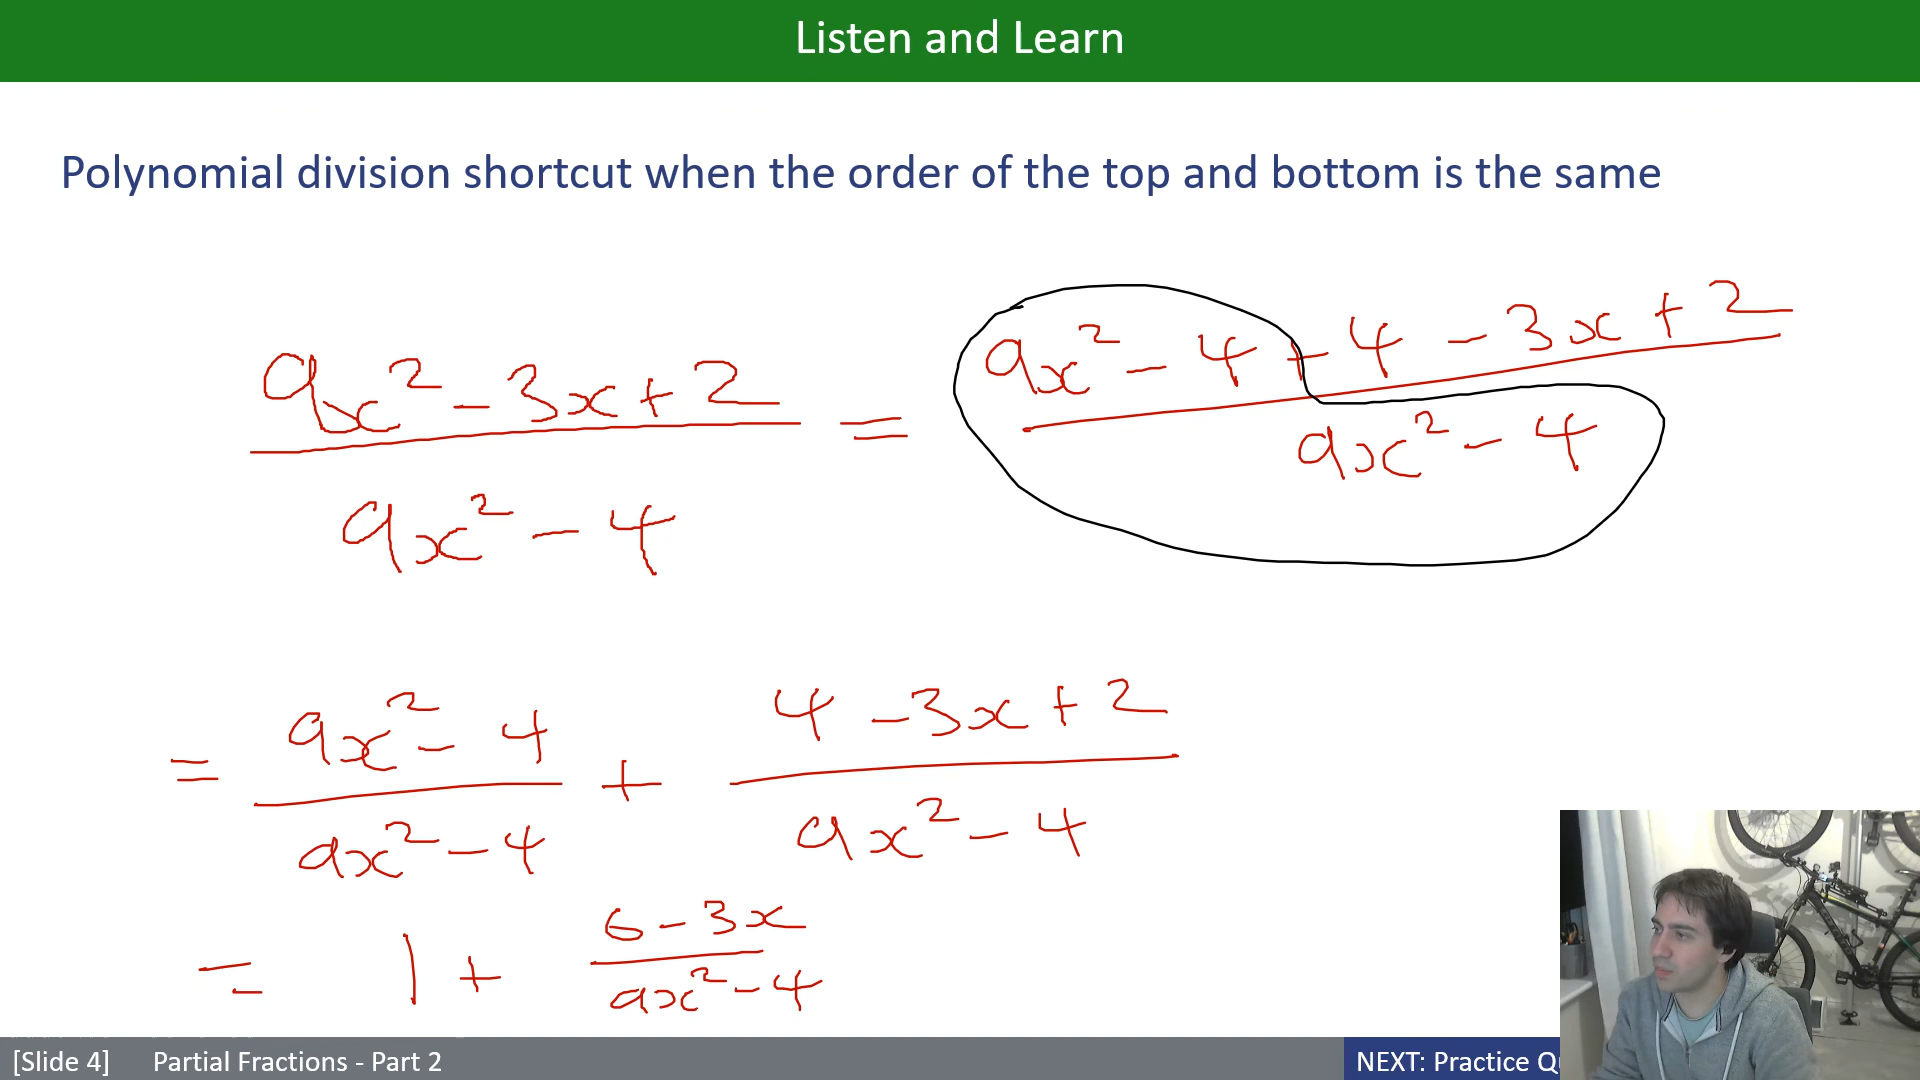 Listen and Learn
Polynomial division shortcut when the order of the top and bottom is the same
9x² - 3x + 2
9x² - 4
=
9x² - 4 + 4 - 3x + 2
9x² - 4
=
9x² - 4
9x² - 4
+
4 - 3x + 2
9x² - 4
=
1 +
6 - 3x
9x² - 4
[Slide 4] Partial Fractions - Part 2
NEXT: Practice